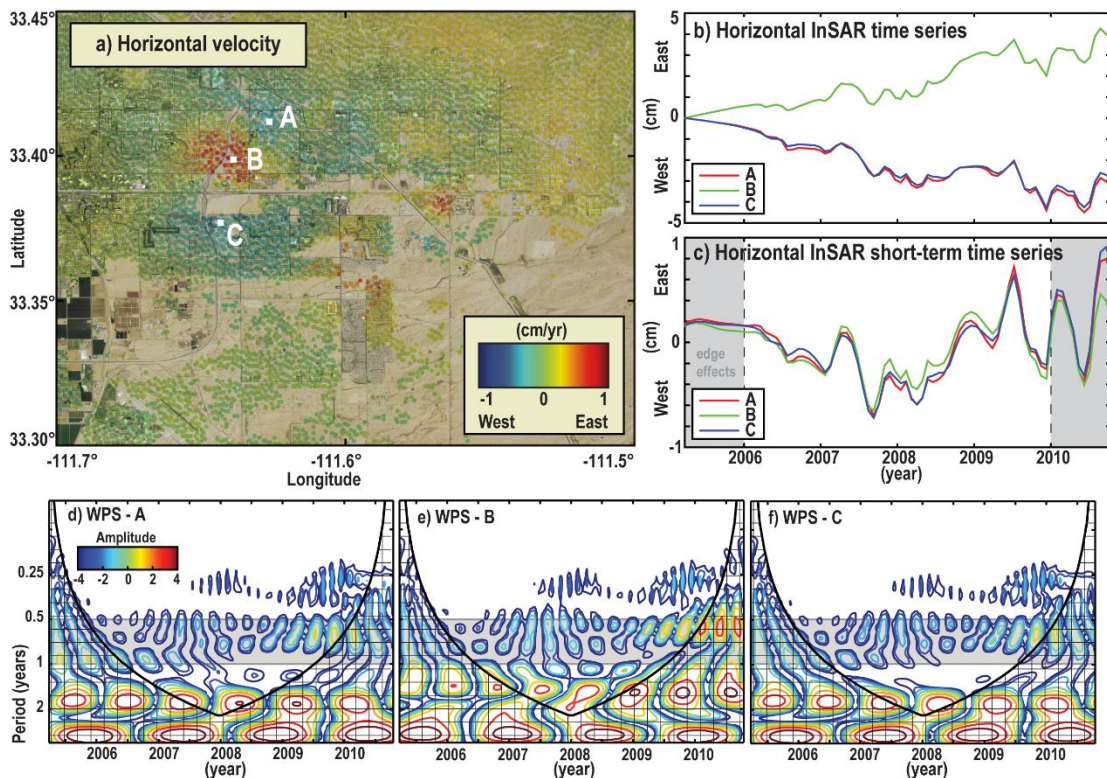 33.45°
33.40°
33.35°
33.30°
Latitude
a) Horizontal velocity
A
B
C
(cm/yr)
-1 0 1
West East
-111.7° -111.6° -111.5°
Longitude
b) Horizontal InSAR time series
5
0
-5
East
(cm)
West
A
B
C
c) Horizontal InSAR short-term time series
1
0
-1
East
(cm)
West
edge
effects
A
B
C
2006 2007 2008 2009 2010
(year)
d) WPS - A
Amplitude
-4 -2 0 2 4
0.25
0.5
1
2
Period (years)
2006 2007 2008 2009 2010
(year)
e) WPS - B
2006 2007 2008 2009 2010
(year)
f) WPS - C
2006 2007 2008 2009 2010
(year)